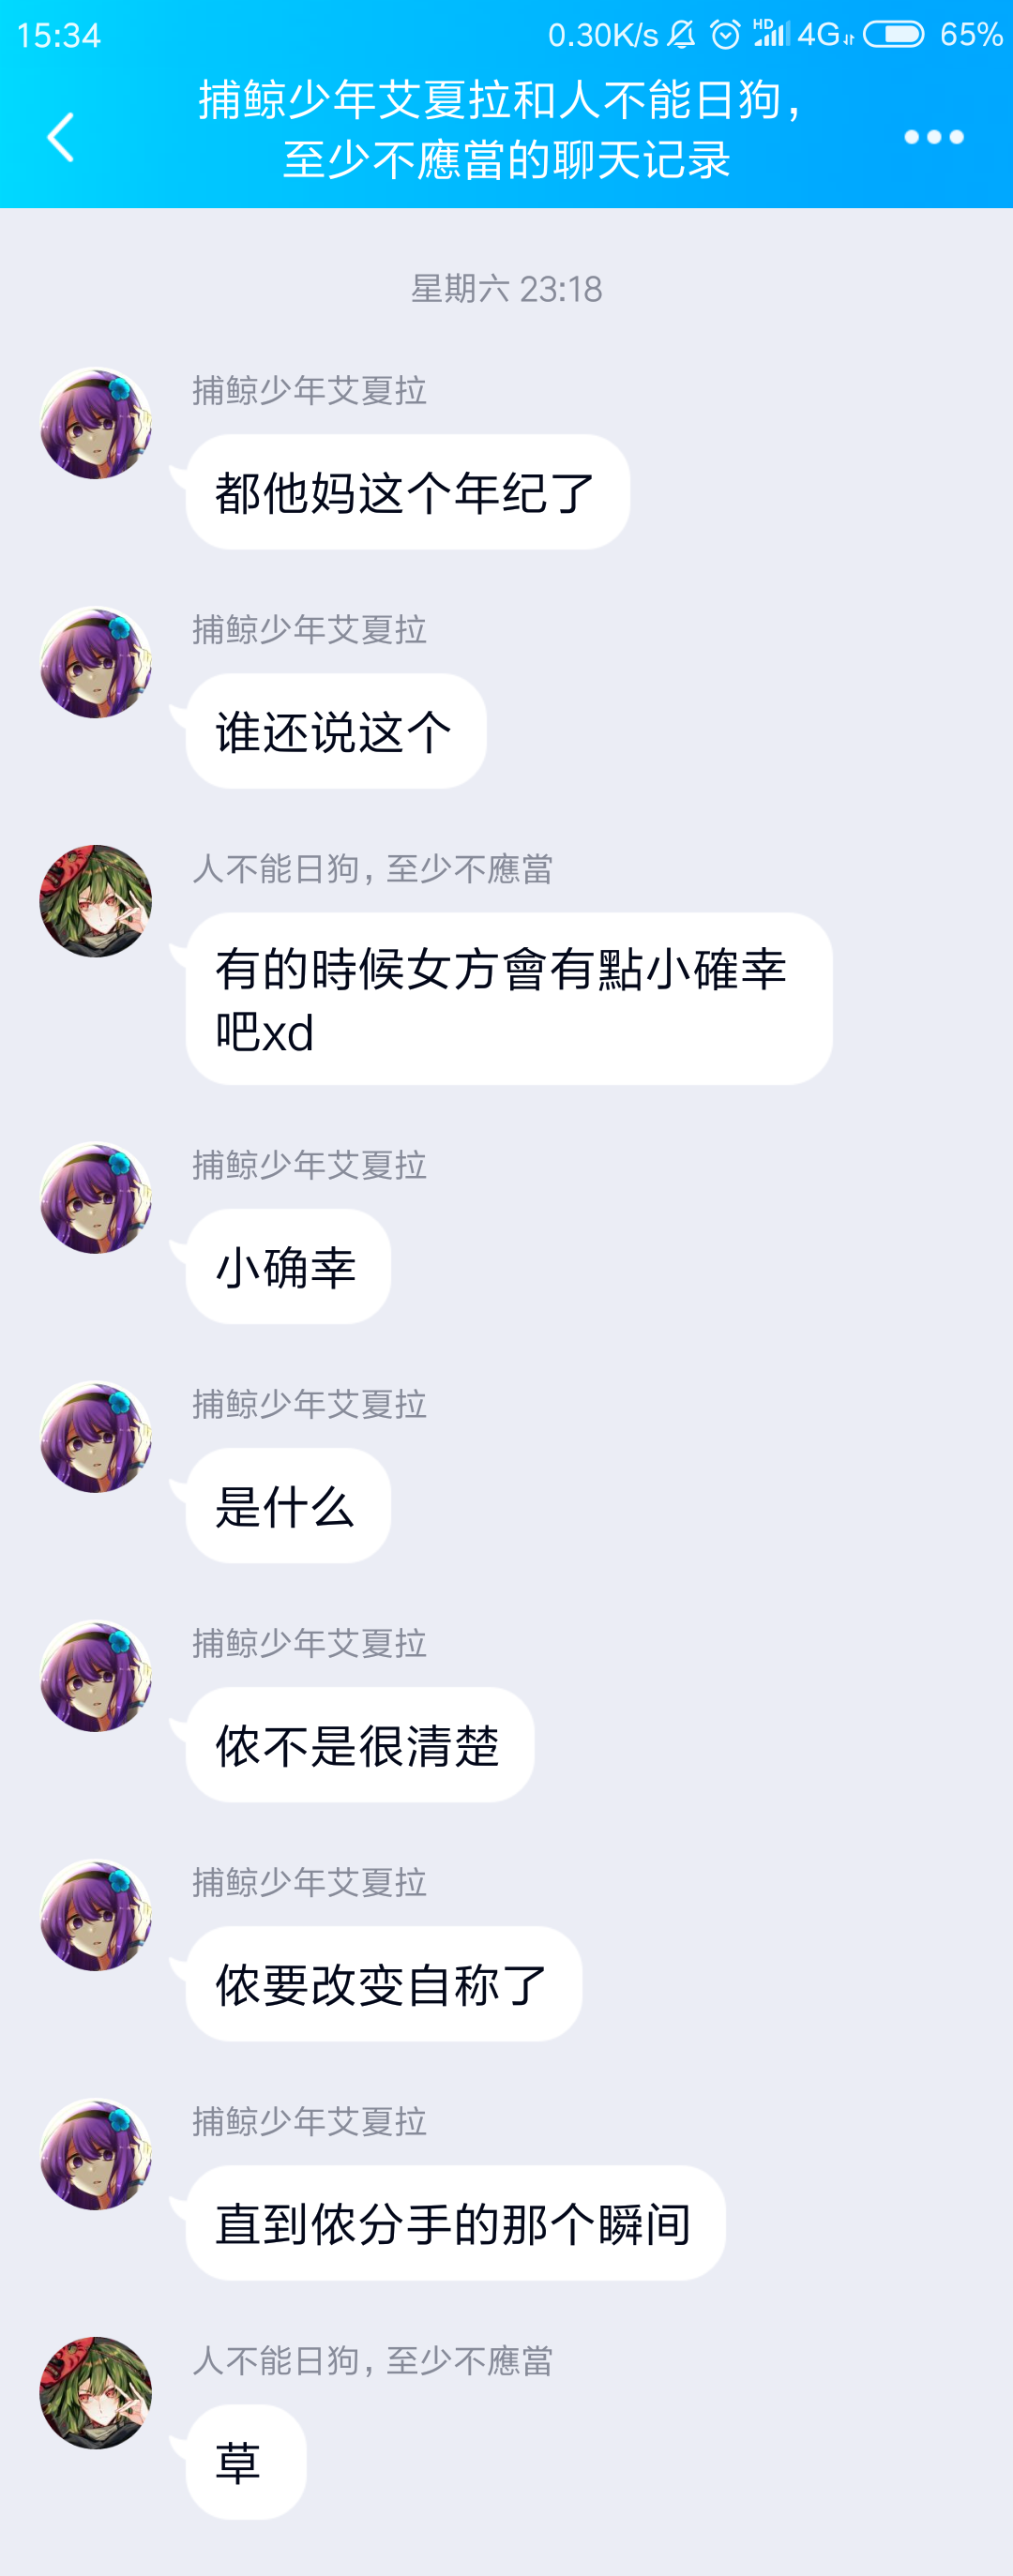 15:34 0.30K/s HD 4G 65%
捕鲸少年艾夏拉和人不能日狗，
至少不應當的聊天记录
星期六 23:18
捕鲸少年艾夏拉
都他妈这个年纪了
捕鲸少年艾夏拉
谁还说这个
人不能日狗，至少不應當
有的時候女方會有點小確幸
吧xd
捕鲸少年艾夏拉
小确幸
捕鲸少年艾夏拉
是什么
捕鲸少年艾夏拉
侬不是很清楚
捕鲸少年艾夏拉
侬要改变自称了
捕鲸少年艾夏拉
直到侬分手的那个瞬间
人不能日狗，至少不應當
草